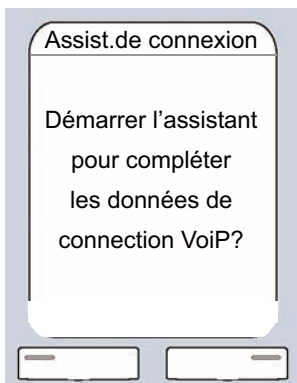 Assist.de connexion
Démarrer l'assistant
pour compléter
les données de
connection VoiP?